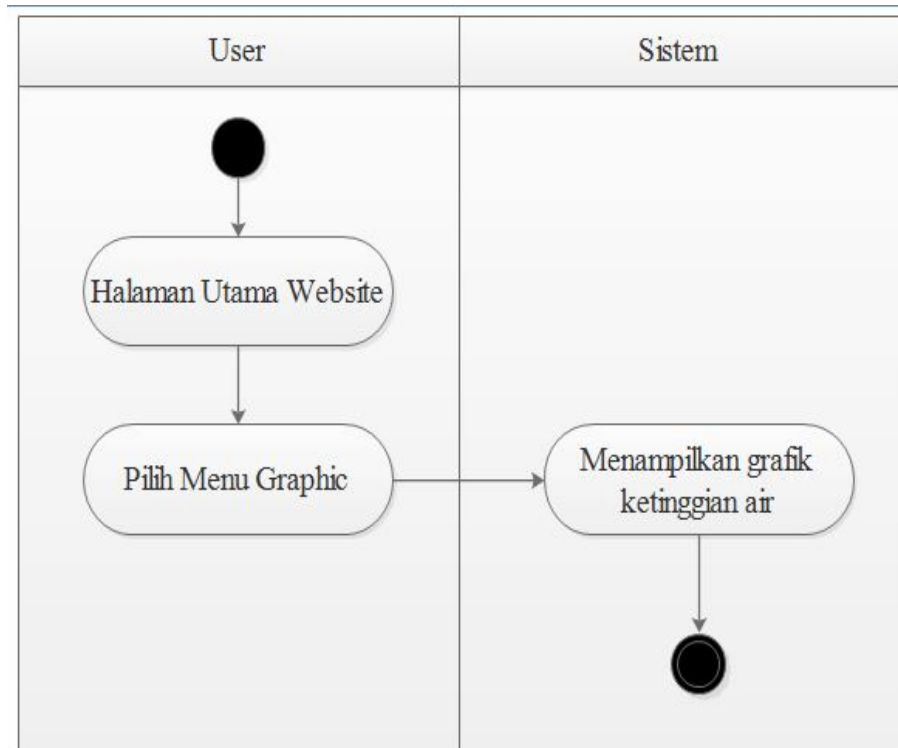 User
Sistem
Halaman Utama Website
Pilih Menu Graphic
Menampilkan grafik
ketinggian air